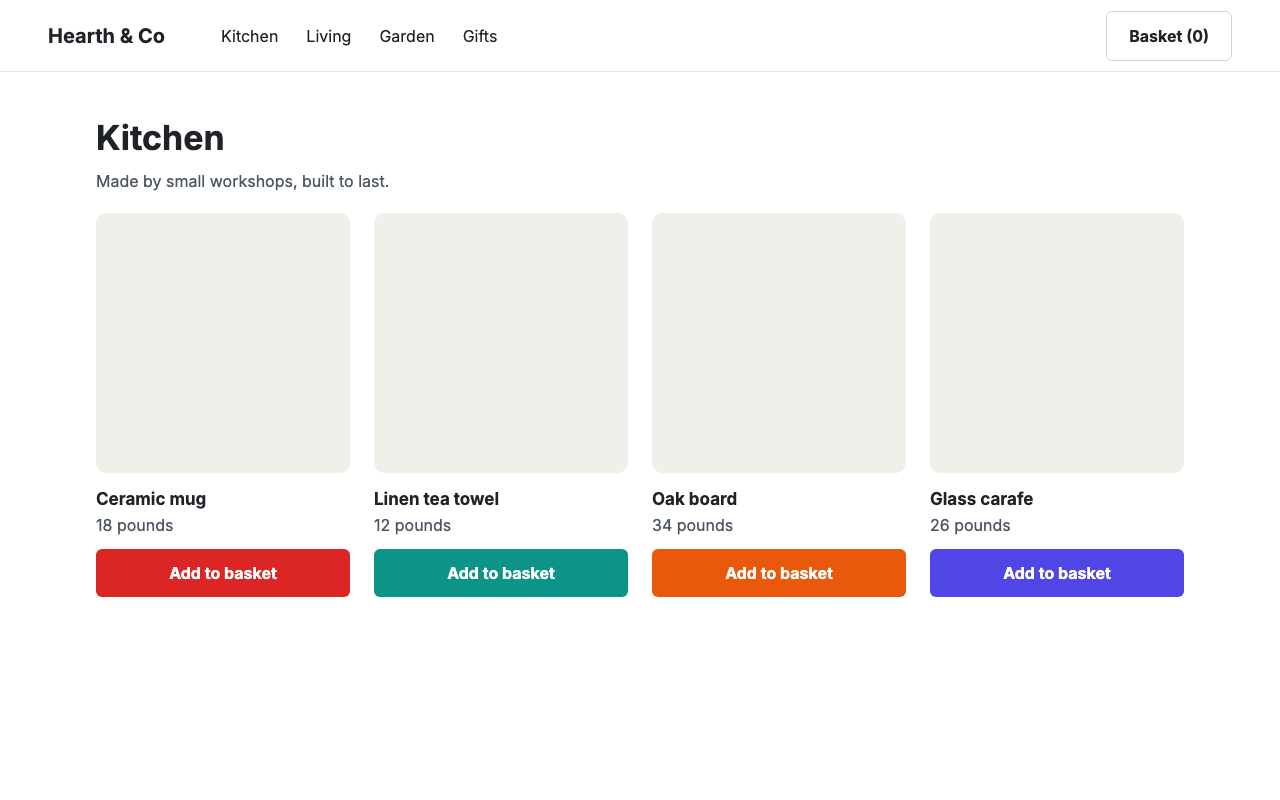 Hearth & Co
Kitchen
Living
Garden
Gifts
Basket (0)
Kitchen
Made by small workshops, built to last.
Ceramic mug
18 pounds
Add to basket
Linen tea towel
12 pounds
Add to basket
Oak board
34 pounds
Add to basket
Glass carafe
26 pounds
Add to basket